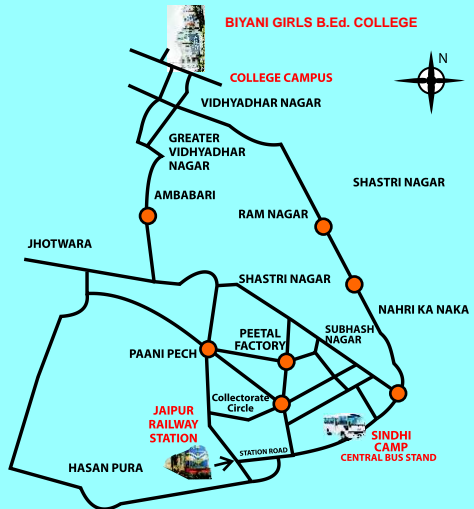 BIYANI GIRLS B.Ed. COLLEGE
N
COLLEGE CAMPUS
VIDHYADHAR NAGAR
GREATER
VIDHYADHAR
NAGAR
SHASTRI NAGAR
AMBABARI
RAM NAGAR
JHOTWARA
SHASTRI NAGAR
NAHRI KA NAKA
PEETAL
FACTORY
SUBHASH
NAGAR
PAANI PECH
Collectorate
Circle
JAIPUR
RAILWAY
STATION
SINDHI
CAMP
CENTRAL BUS STAND
STATION ROAD
HASAN PURA